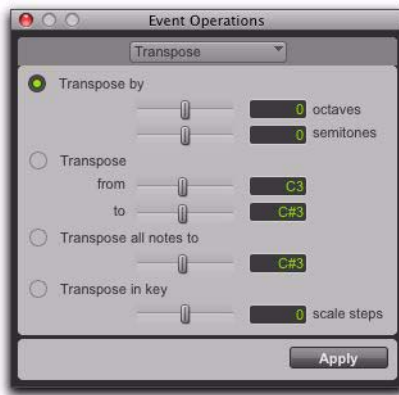 Event Operations
Transpose
Transpose by
0 octaves
0 semitones
Transpose
from C3
to C#3
Transpose all notes to
C#3
Transpose in key
0 scale steps
Apply